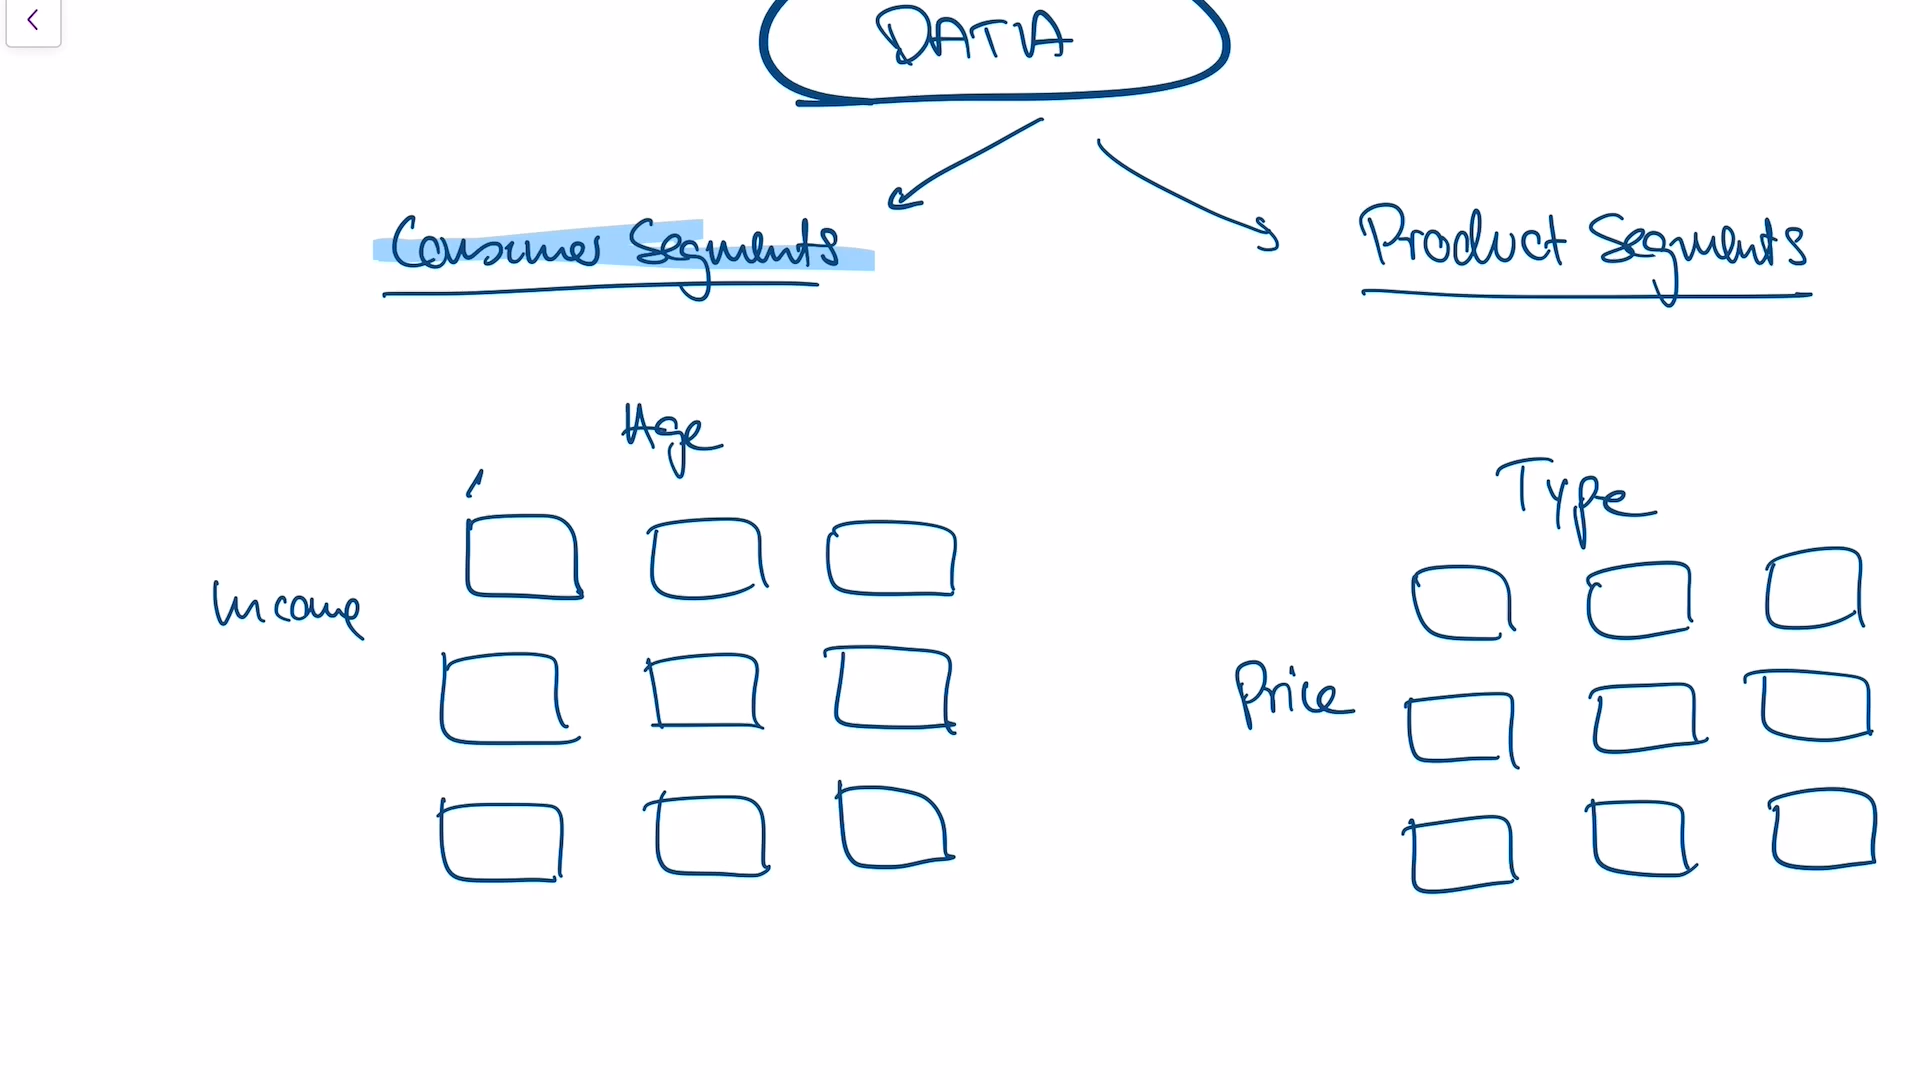 DATA
Consumer Segments
Product Segments
Age
Income
Type
Price